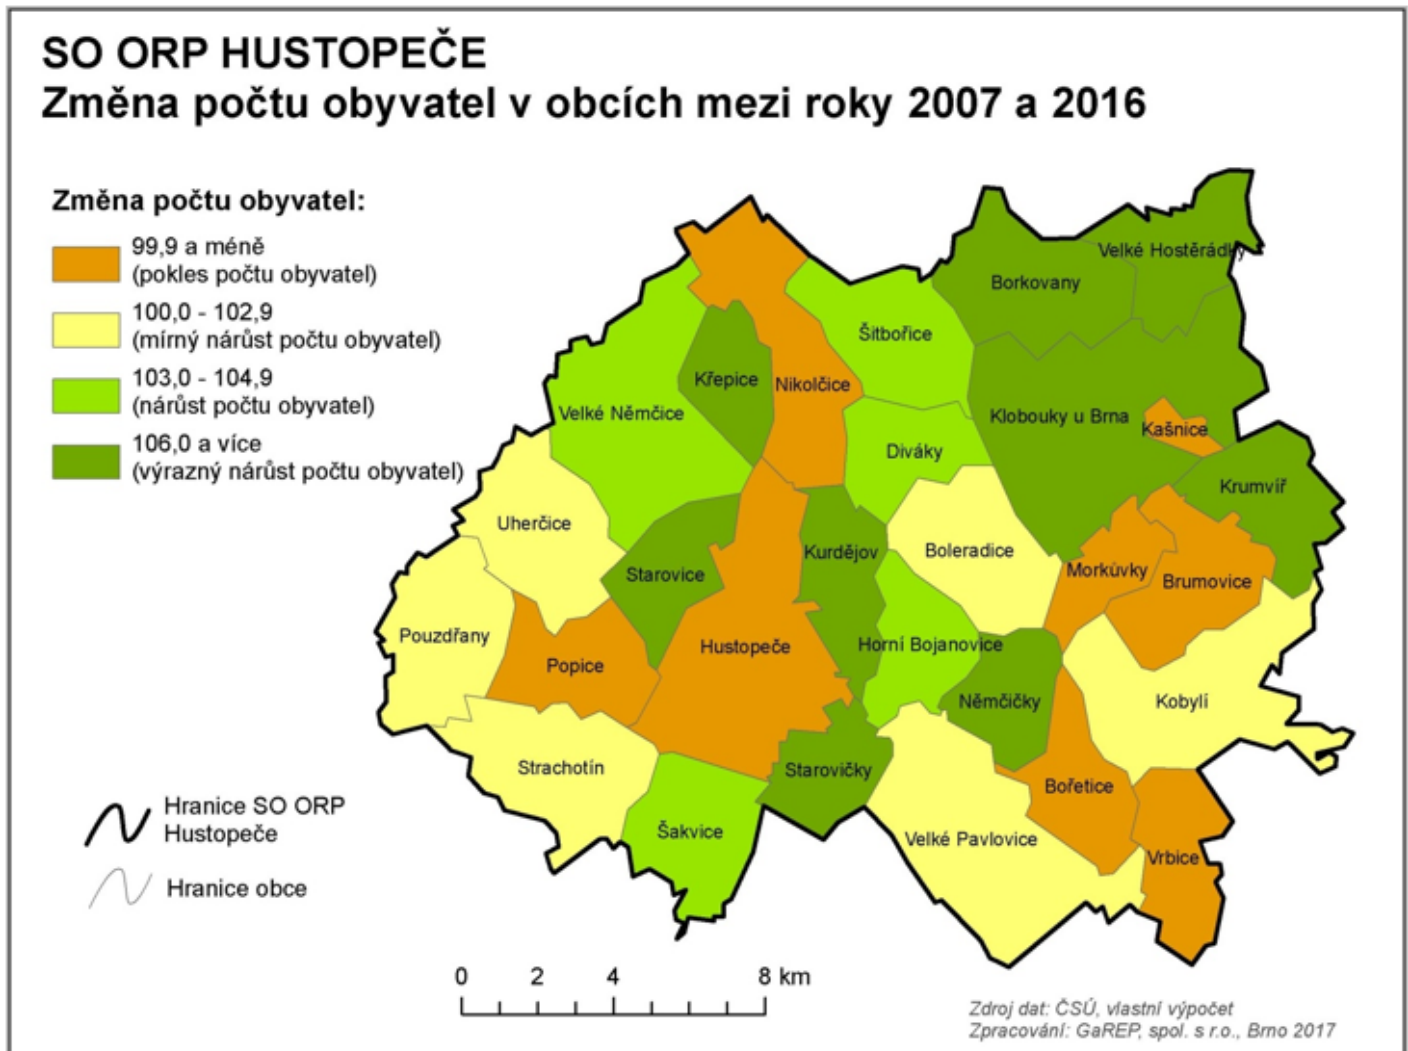 SO ORP HUSTOPEČE
Změna počtu obyvatel v obcích mezi roky 2007 a 2016
Změna počtu obyvatel:
99,9 a méně
(pokles počtu obyvatel)
100,0 - 102,9
(mírný nárůst počtu obyvatel)
103,0 - 104,9
(nárůst počtu obyvatel)
106,0 a více
(výrazný nárůst počtu obyvatel)
Velké Hostěrádky
Borkovany
Šitbořice
Křepice
Nikolčice
Velké Němčice
Klobouky u Brna
Kašnice
Diváky
Krumvíř
Uherčice
Kurdějov
Boleradice
Starovice
Morkůvky
Brumovice
Pouzdřany
Popice
Hustopeče
Horní Bojanovice
Němčičky
Kobylí
Strachotín
Starovičky
Bořetice
Šakvice
Velké Pavlovice
Vrbice
Hranice SO ORP
Hustopeče
Hranice obce
0 2 4 8 km
Zdroj dat: ČSÚ, vlastní výpočet
Zpracování: GaREP, spol. s r.o., Brno 2017